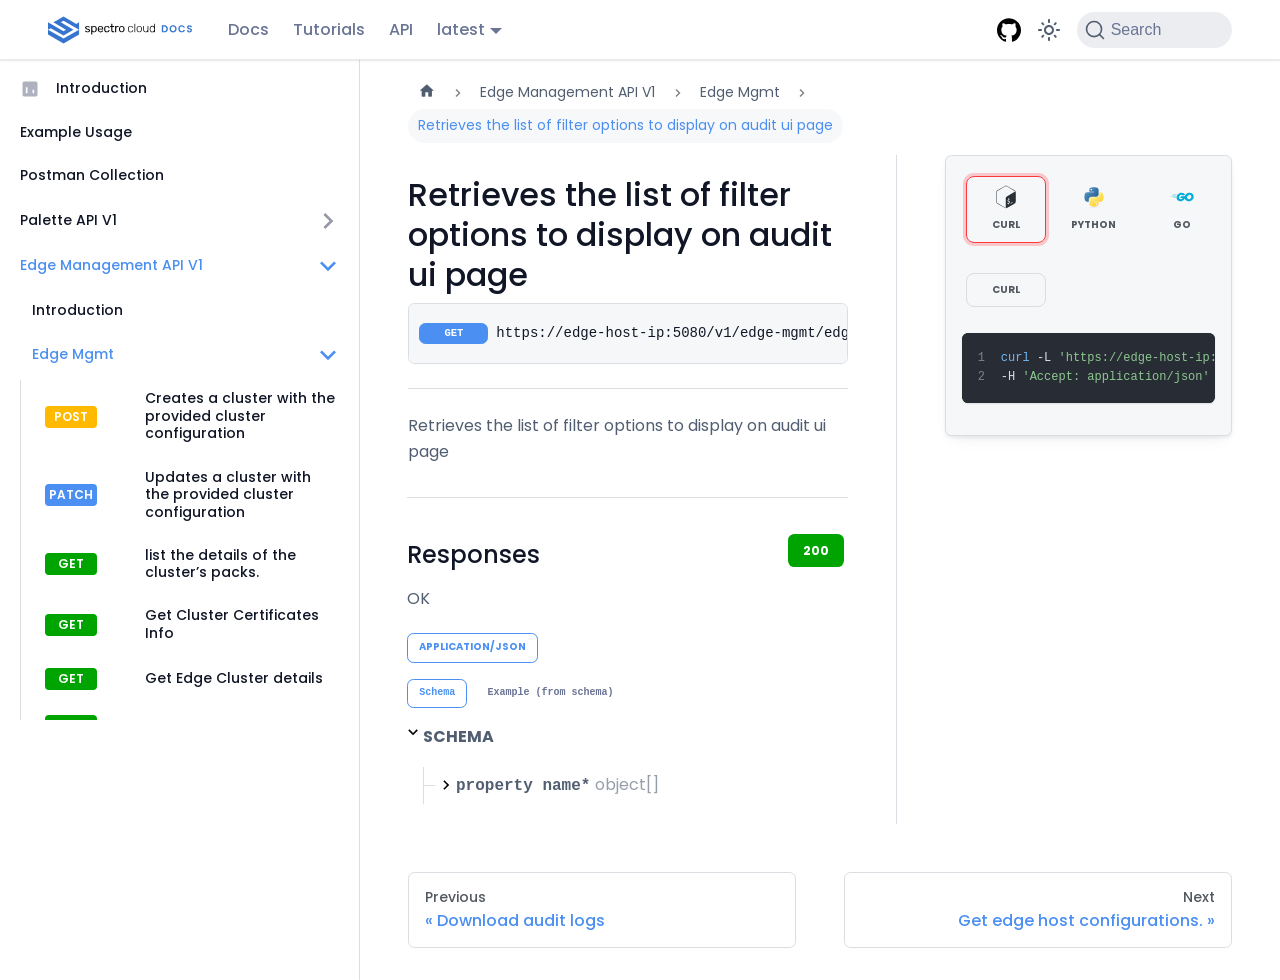 spectro cloud DOCS
Docs
Tutorials
API
latest
Search
Introduction
Example Usage
Postman Collection
Palette API V1
Edge Management API V1
Introduction
Edge Mgmt
POST
Creates a cluster with the
provided cluster
configuration
PATCH
Updates a cluster with
the provided cluster
configuration
GET
list the details of the
cluster's packs.
GET
Get Cluster Certificates
Info
GET
Get Edge Cluster details
Edge Management API V1
Edge Mgmt
Retrieves the list of filter options to display on audit ui page
Retrieves the list of filter
options to display on audit
ui page
GET https://edge-host-ip:5080/v1/edge-mgmt/edg
Retrieves the list of filter options to display on audit ui
page
Responses
200
OK
APPLICATION/JSON
Schema
Example (from schema)
SCHEMA
property name* object[]
CURL
PYTHON
GO
CURL
1 curl -L 'https://edge-host-ip:
2 -H 'Accept: application/json'
Previous
« Download audit logs
Next
Get edge host configurations. »